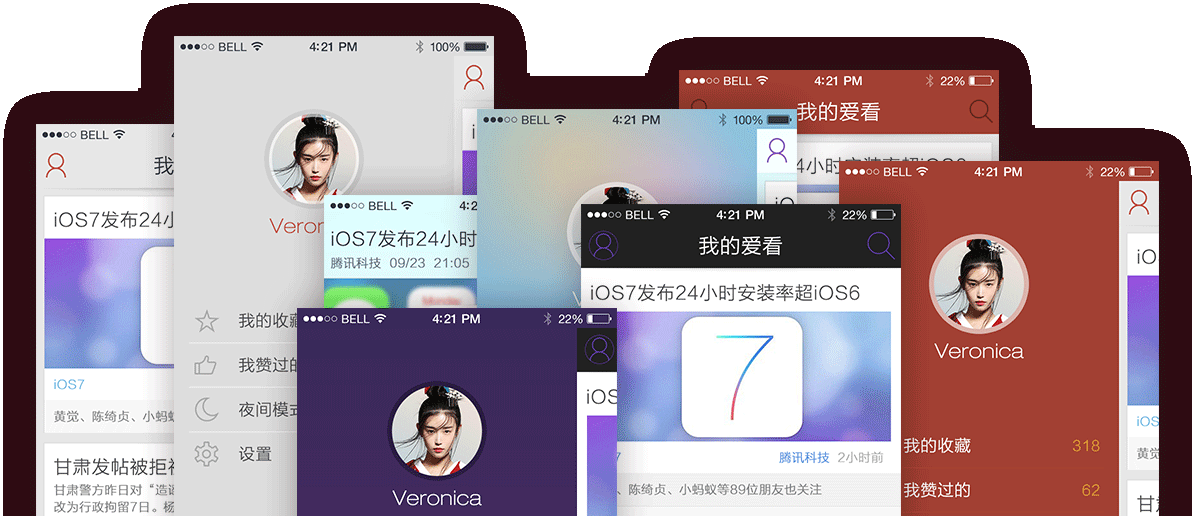 BELL
4:21 PM
100%
我的收藏
我赞过的
夜间模式
设置
Veronica
BELL
iOS7发布24小
iOS7
黄觉、陈绮贞、小蚂蚁
甘肃发帖被拒
甘肃警方昨日对“造
改为行政拘留7日。杨
BELL
4:2
iOS7发布24小时
腾讯科技 09/23 21:05
BELL
4:21 PM
100%
BELL
4:21 PM
22%
我的爱看
24小时安装率超iOS6
BELL
4:21 PM
22%
我的爱看
iOS7发布24小时安装率超iOS6
7
腾讯科技 2小时前
、陈绮贞、小蚂蚁等89位朋友也关注
BELL
4:21 PM
22%
Veronica
iOS
BELL
4:21 PM
22%
Veronica
我的收藏 318
我赞过的 62
iO
iOS
黄觉
甘肃